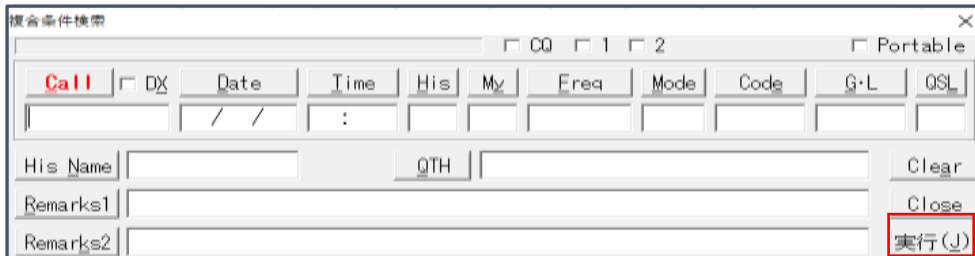 複合条件検索
CQ 1 2 Portable
Call DX Date Time His My Freq Mode Code G・L QSL
/ / :
His Name QTH Clear
Remarks1 Close
Remarks2 実行(J)